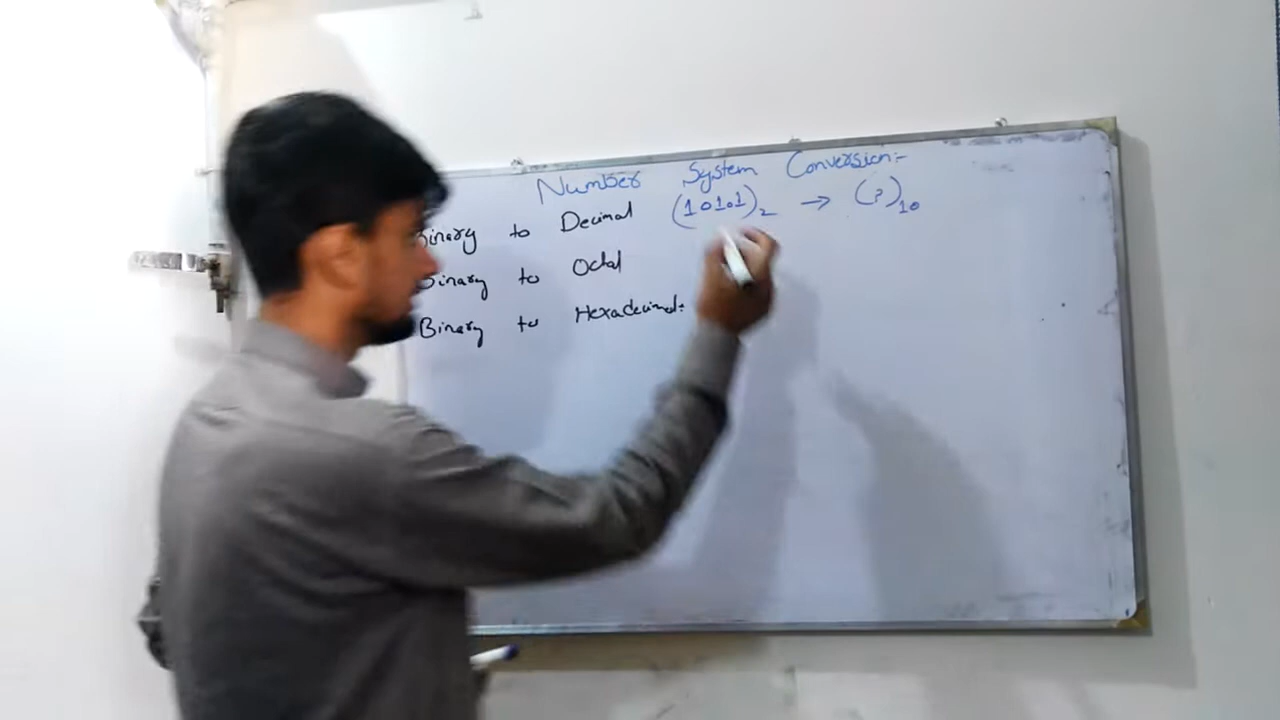 Number System Conversion:-
Binary to Decimal (10101)₂ → (?)₁₀
Binary to Octal
Binary to Hexadecimal: